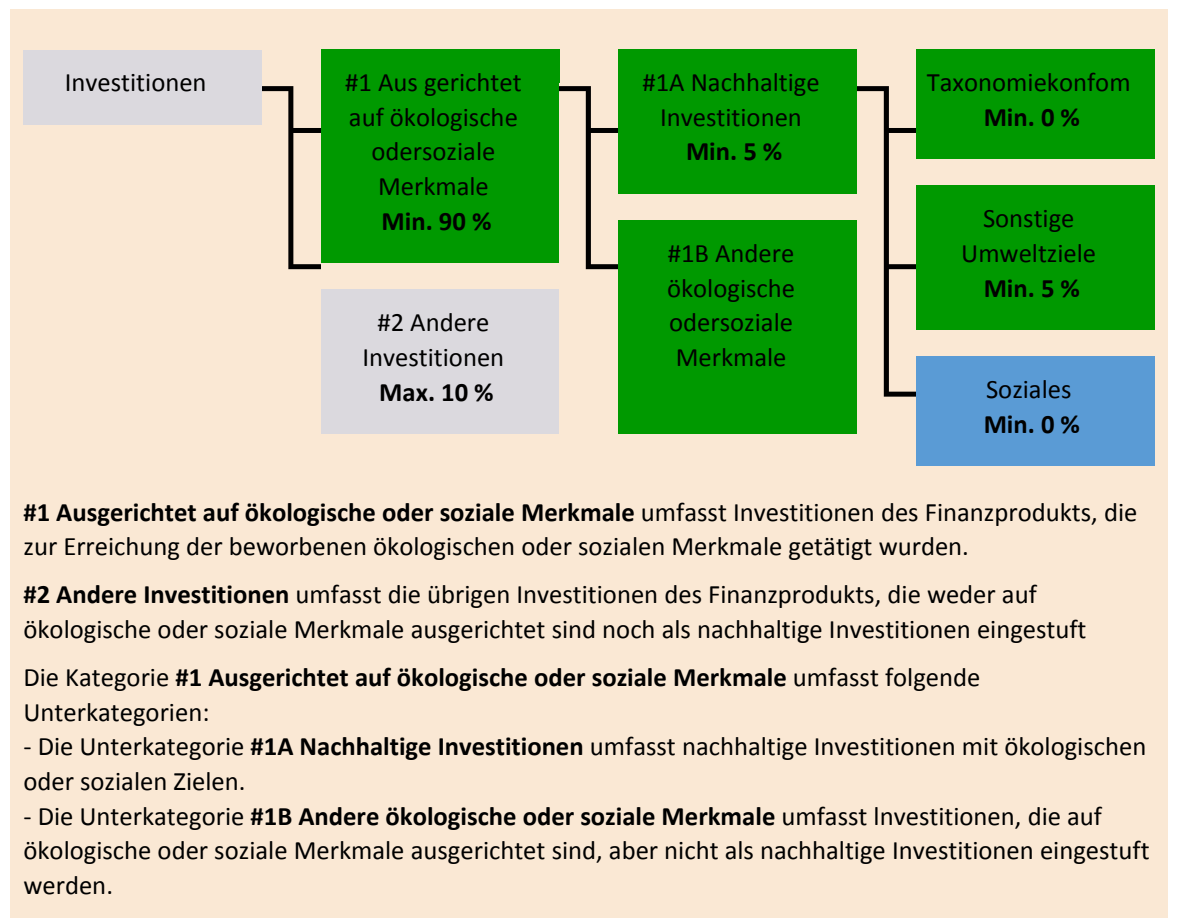 Investitionen
#1 Aus gerichtet
auf ökologische
odersoziale
Merkmale
Min. 90 %
#2 Andere
Investitionen
Max. 10 %
#1A Nachhaltige
Investitionen
Min. 5 %
#1B Andere
ökologische
odersoziale
Merkmale
Taxonomiekonfom
Min. 0 %
Sonstige
Umweltziele
Min. 5 %
Soziales
Min. 0 %
#1 Ausgerichtet auf ökologische oder soziale Merkmale umfasst Investitionen des Finanzprodukts, die
zur Erreichung der beworbenen ökologischen oder sozialen Merkmale getätigt wurden.
#2 Andere Investitionen umfasst die übrigen Investitionen des Finanzprodukts, die weder auf
ökologische oder soziale Merkmale ausgerichtet sind noch als nachhaltige Investitionen eingestuft
Die Kategorie #1 Ausgerichtet auf ökologische oder soziale Merkmale umfasst folgende
Unterkategorien:
- Die Unterkategorie #1A Nachhaltige Investitionen umfasst nachhaltige Investitionen mit ökologischen
oder sozialen Zielen.
- Die Unterkategorie #1B Andere ökologische oder soziale Merkmale umfasst lnvestitionen, die auf
ökologische oder soziale Merkmale ausgerichtet sind, aber nicht als nachhaltige Investitionen eingestuft
werden.